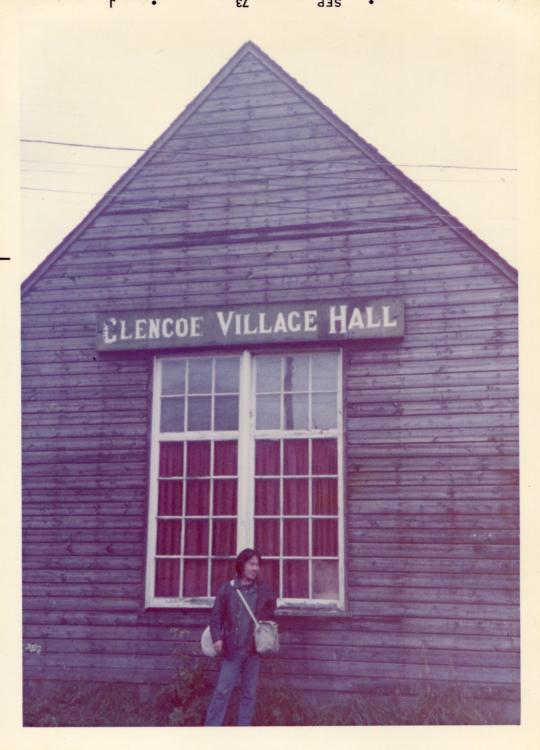 J • 73 SEP •
GLENCOE VILLAGE HALL